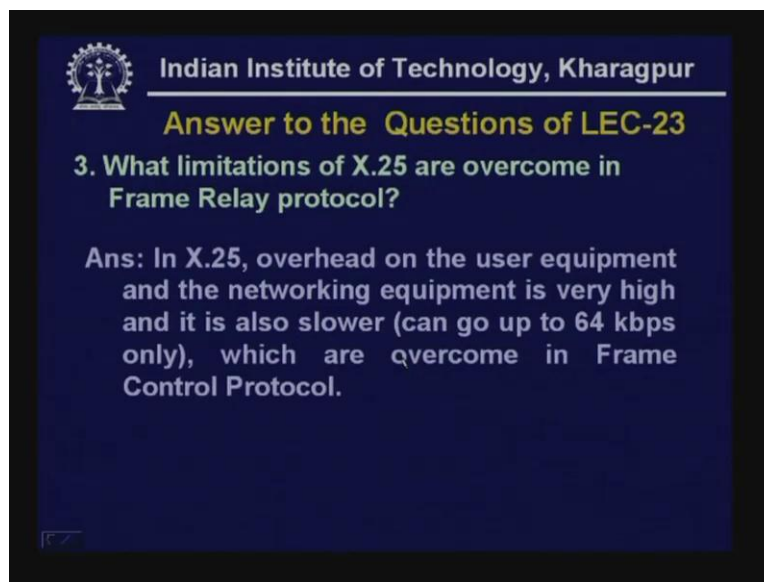 Indian Institute of Technology, Kharagpur
Answer to the Questions of LEC-23
3. What limitations of X.25 are overcome in
Frame Relay protocol?
Ans: In X.25, overhead on the user equipment
and the networking equipment is very high
and it is also slower (can go up to 64 kbps
only), which are overcome in Frame
Control Protocol.